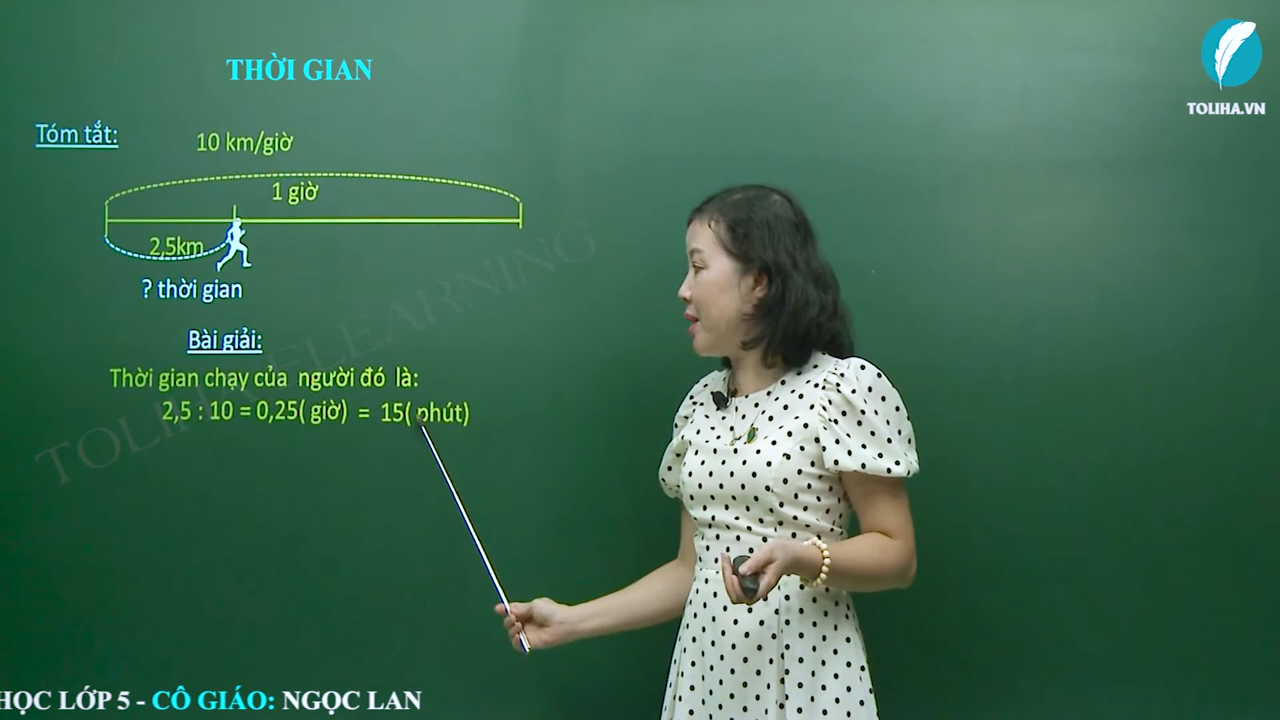 THỜI GIAN
TOLIHA.VN
Tóm tắt:
10 km/giờ
1 giờ
2,5km
? thời gian
Bài giải:
Thời gian chạy của người đó là:
2,5 : 10 = 0,25( giờ) = 15( phút)
TOLIHA ELEARNING
HỌC LỚP 5 - CÔ GIÁO: NGỌC LAN